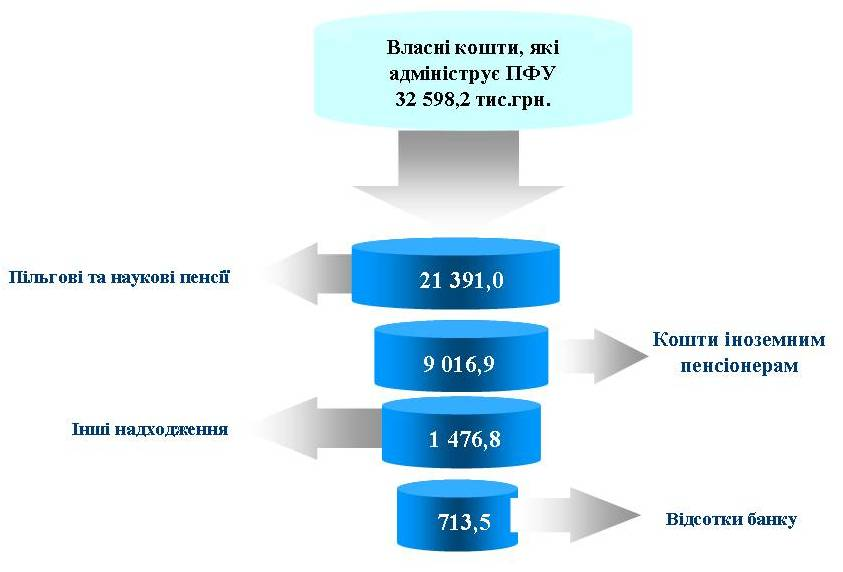 Власні кошти, які
адмініструє ПФУ
32 598,2 тис.грн.
Пільгові та наукові пенсії
21 391,0
9 016,9
Кошти іноземним
пенсіонерам
Інші надходження
1 476,8
713,5
Відсотки банку